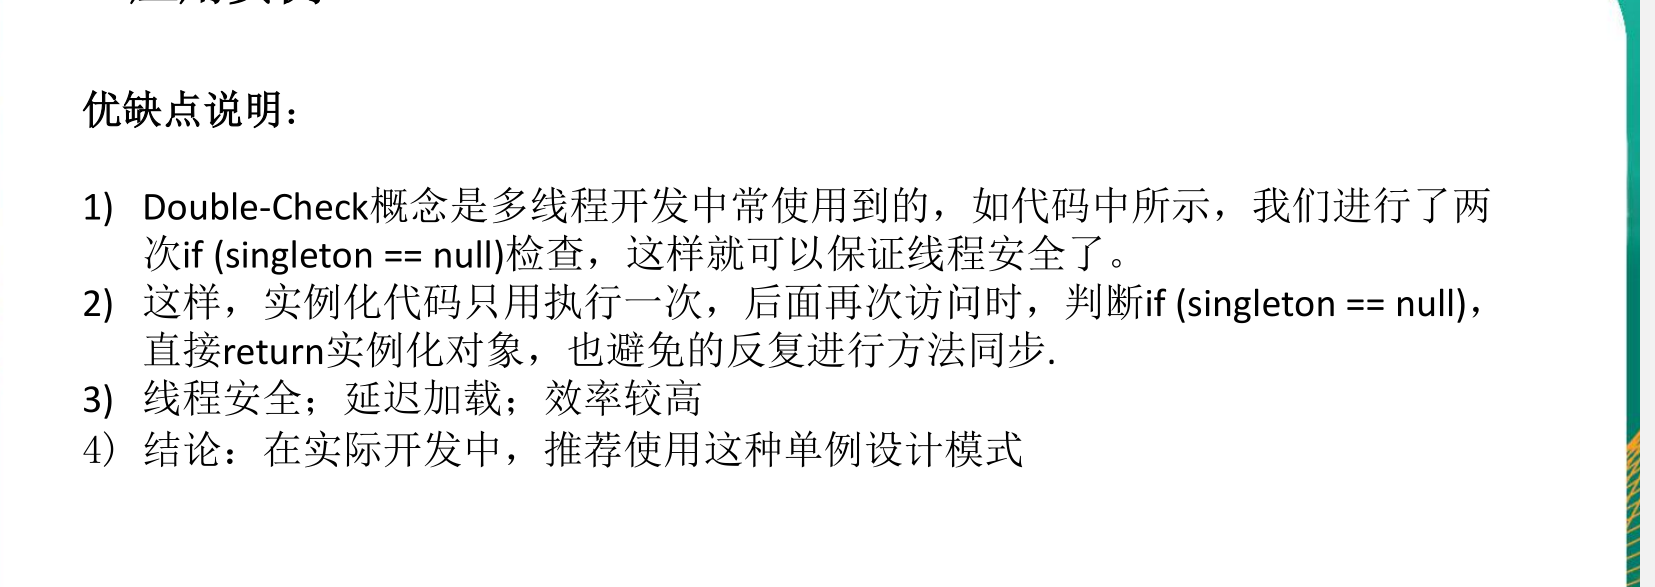 优缺点说明：
1) Double-Check概念是多线程开发中常使用到的，如代码中所示，我们进行了两
次if (singleton == null)检查，这样就可以保证线程安全了。
2) 这样，实例化代码只用执行一次，后面再次访问时，判断if (singleton == null)，
直接return实例化对象，也避免的反复进行方法同步.
3) 线程安全；延迟加载；效率较高
4) 结论：在实际开发中，推荐使用这种单例设计模式